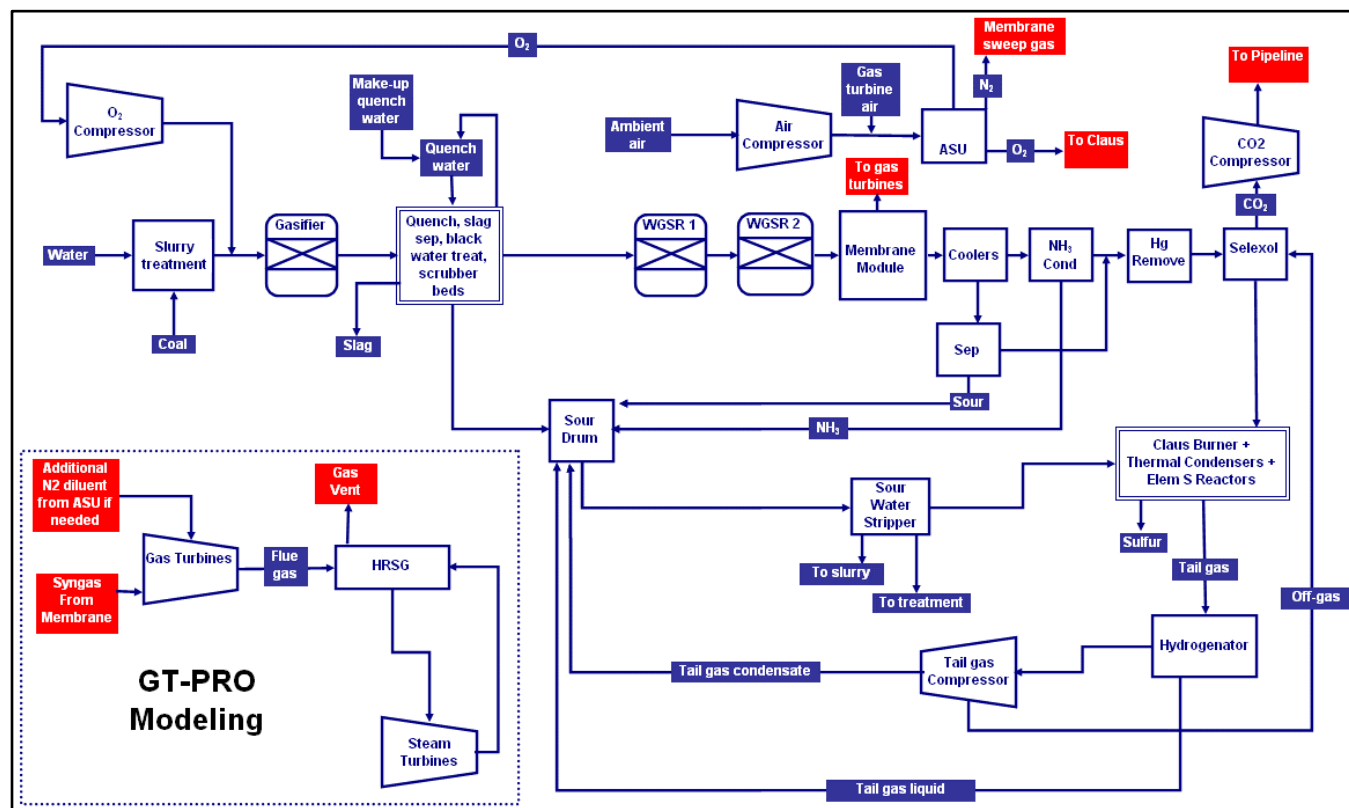 O₂
Membrane
sweep gas
To Pipeline
O₂
Compressor
Make-up
quench
water
Quench
water
Gas
turbine
air
N₂
Ambient
air
Air
Compressor
ASU
O₂
To Claus
CO2
Compressor
To gas
turbines
CO₂
Water
Slurry
treatment
Gasifier
Quench, slag
sep, black
water treat,
scrubber
beds
WGSR 1
WGSR 2
Membrane
Module
Coolers
NH₃
Cond
Hg
Remove
Selexol
Coal
Slag
Sep
Sour
Sour
Drum
NH₃
Claus Burner +
Thermal Condensers +
Elem S Reactors
Additional
N2 diluent
from ASU if
needed
Gas
Vent
Sour
Water
Stripper
Sulfur
Gas Turbines
Flue
gas
HRSG
To slurry
Tail gas
To treatment
Off-gas
Syngas
From
Membrane
Hydrogenator
Tail gas condensate
Tail gas
Compressor
GT-PRO
Modeling
Steam
Turbines
Tail gas liquid